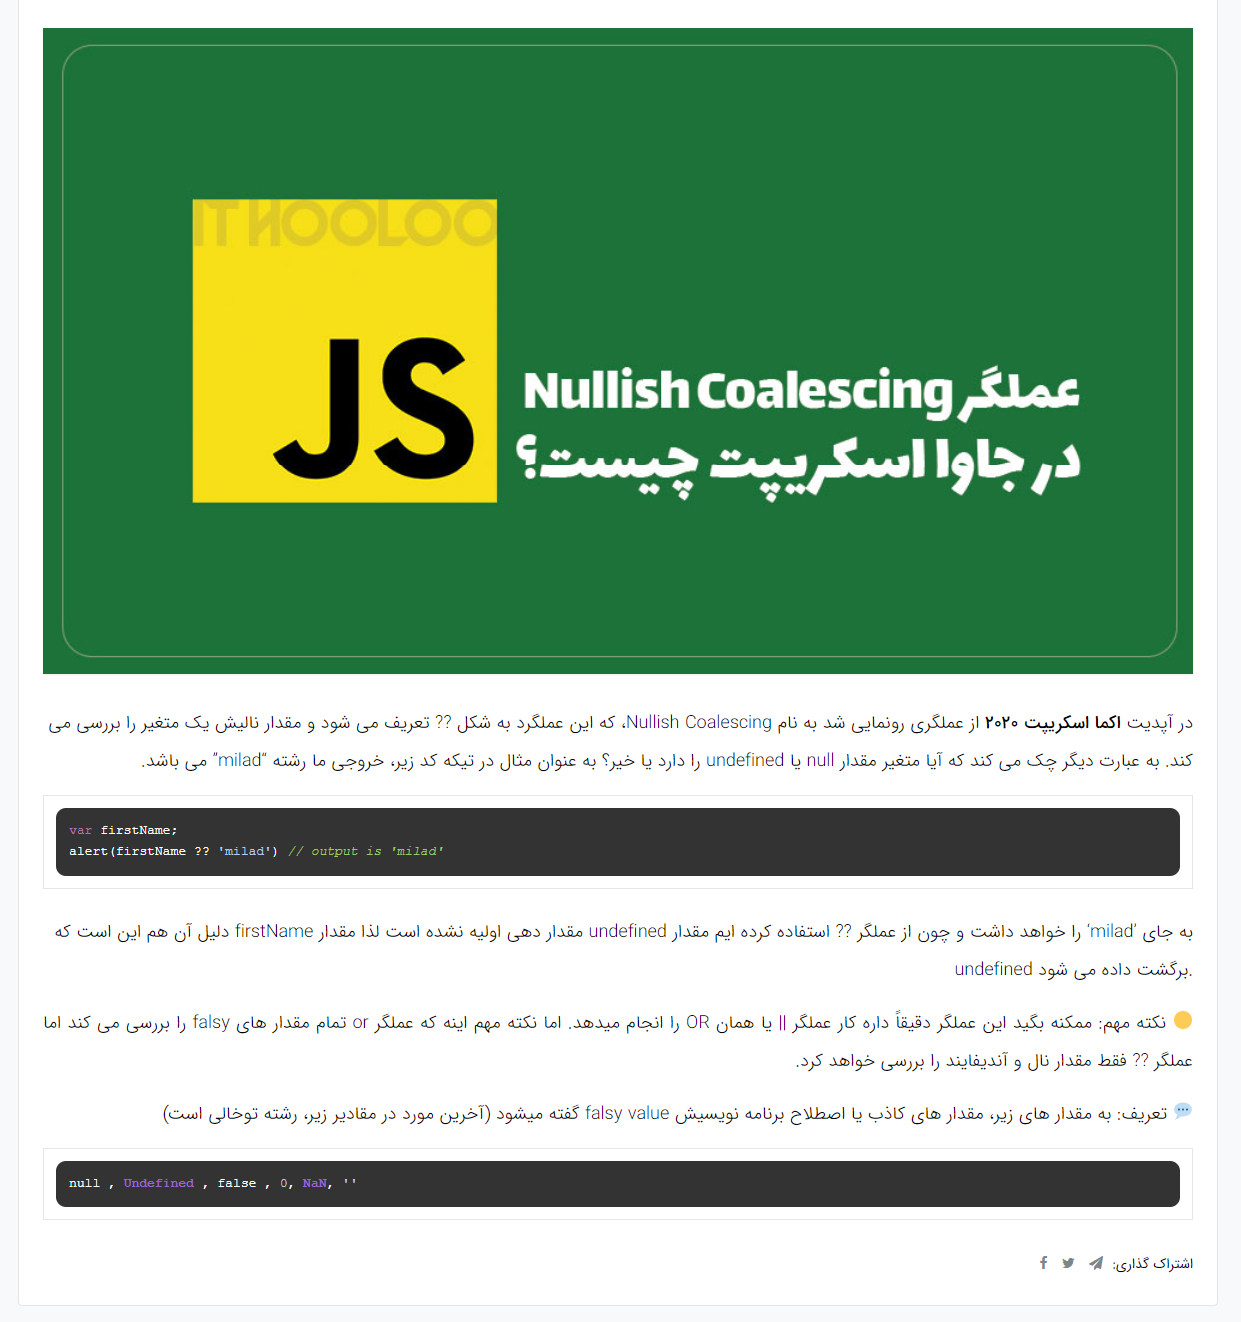 IT HOOLOO
JS
عملگر Nullish Coalescing
در جاوا اسکریپت چیست؟
در آپدیت اکما اسکریپت ۲۰۲۰ از عملگری رونمایی شد به نام Nullish Coalescing، که این عملگرد به شکل ?? تعریف می شود و مقدار نالیش یک متغیر را بررسی می
کند. به عبارت دیگر چک می کند که آیا متغیر مقدار null یا undefined را دارد یا خیر؟ به عنوان مثال در تیکه کد زیر، خروجی ما رشته “milad” می باشد.
var firstName;
alert(firstName ?? 'milad') // output is 'milad'
به جای ‘milad’ را خواهد داشت و چون از عملگر ?? استفاده کرده ایم مقدار undefined مقدار دهی اولیه نشده است لذا مقدار firstName دلیل آن هم این است که
.برگشت داده می شود undefined
نکته مهم: ممکنه بگید این عملگر دقیقاً داره کار عملگر || یا همان OR را انجام میدهد. اما نکته مهم اینه که عملگر or تمام مقدار های falsy را بررسی می کند اما
عملگر ?? فقط مقدار نال و آندیفایند را بررسی خواهد کرد.
تعریف: به مقدار های زیر، مقدار های کاذب یا اصطلاح برنامه نویسیش falsy value گفته میشود (آخرین مورد در مقادیر زیر، رشته توخالی است)
null , Undefined , false , 0, NaN, ''
اشتراک گذاری: